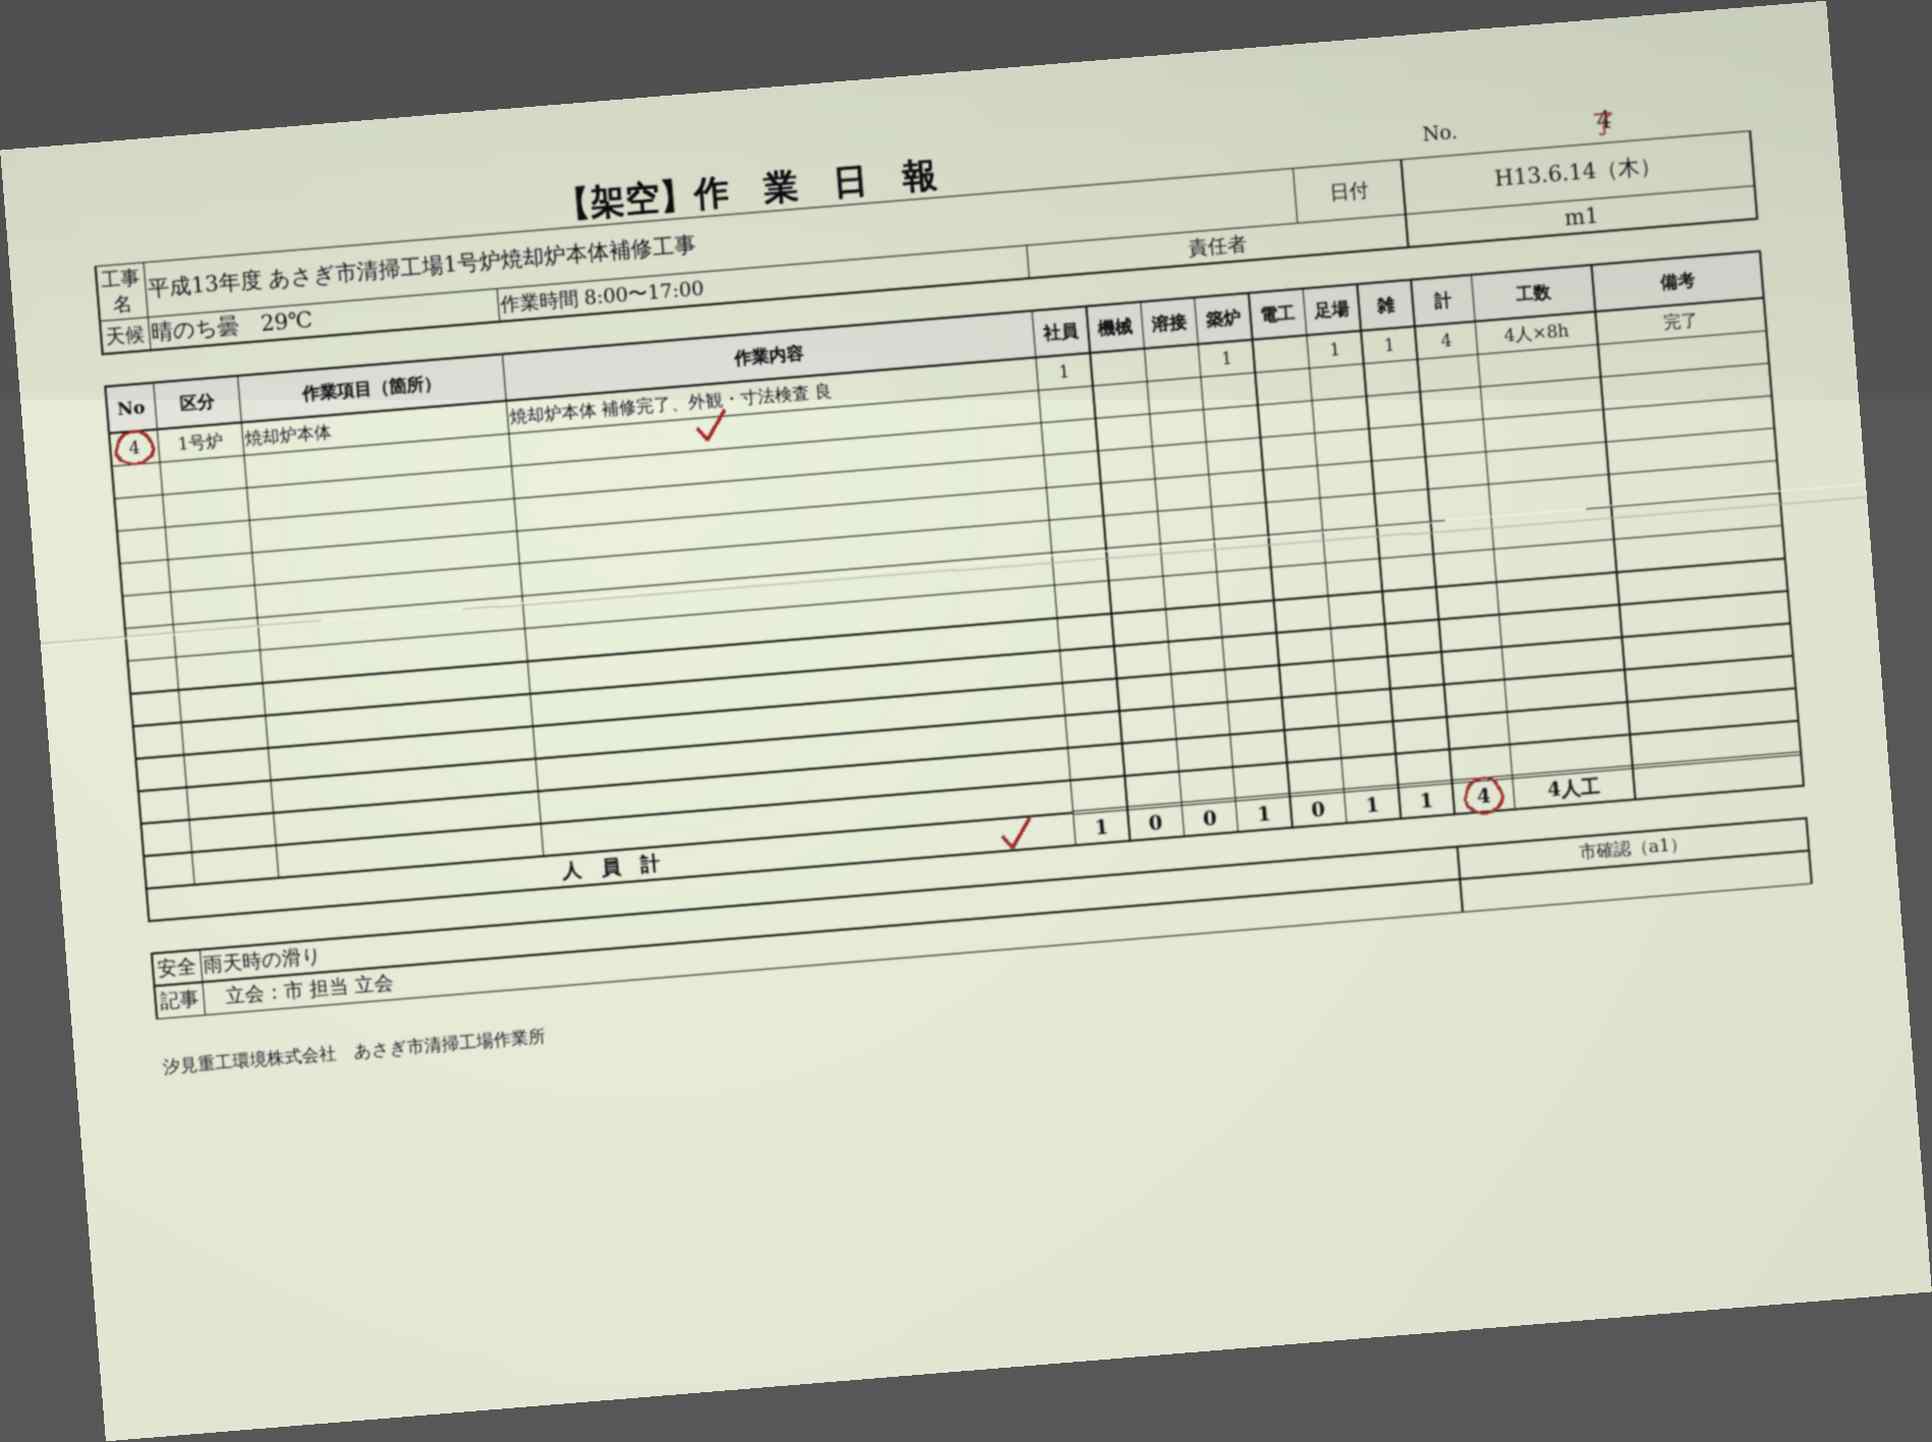 No. 4 了
【架空】作 業 日 報
工事名 平成13年度 あさぎ市清掃工場1号炉焼却炉本体補修工事 日付 H13.6.14（木）
天候 晴のち曇 29℃ 作業時間 8:00〜17:00 責任者 m1
No 区分 作業項目（箇所） 作業内容 社員 機械 溶接 築炉 電工 足場 雑 計 工数 備考
4 1号炉 焼却炉本体 焼却炉本体 補修完了、外観・寸法検査 良 1 1 1 1 4 4人×8h 完了
人 員 計 1 0 0 1 0 1 1 4 4人工
安全 雨天時の滑り 市確認（a1）
記事 立会：市 担当 立会
汐見重工環境株式会社 あさぎ市清掃工場作業所